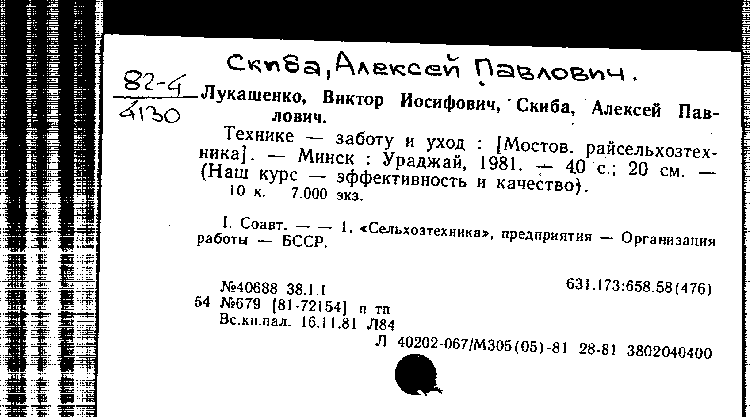 Скиба, Алексей Павлович.
82-4
4130
Лукашенко, Виктор Иосифович, Скиба, Алексей Пав-
лович.
Технике — заботу и уход : [Мостов. райсельхозтех-
ника]. — Минск : Ураджай, 1981. — 40 с.; 20 см. —
(Наш курс — эффективность и качество).
10 к. 7.000 экз.
I. Соавт. — — 1. «Сельхозтехника», предприятия — Организация
работы — БССР.
№40688 38.1.1
631.173:658.58(476)
54 №679 [81-72154] п тп
Вс.кн.пал. 16.11.81 Л84
Л 40202-067/М305(05)-81 28-81 3802040400